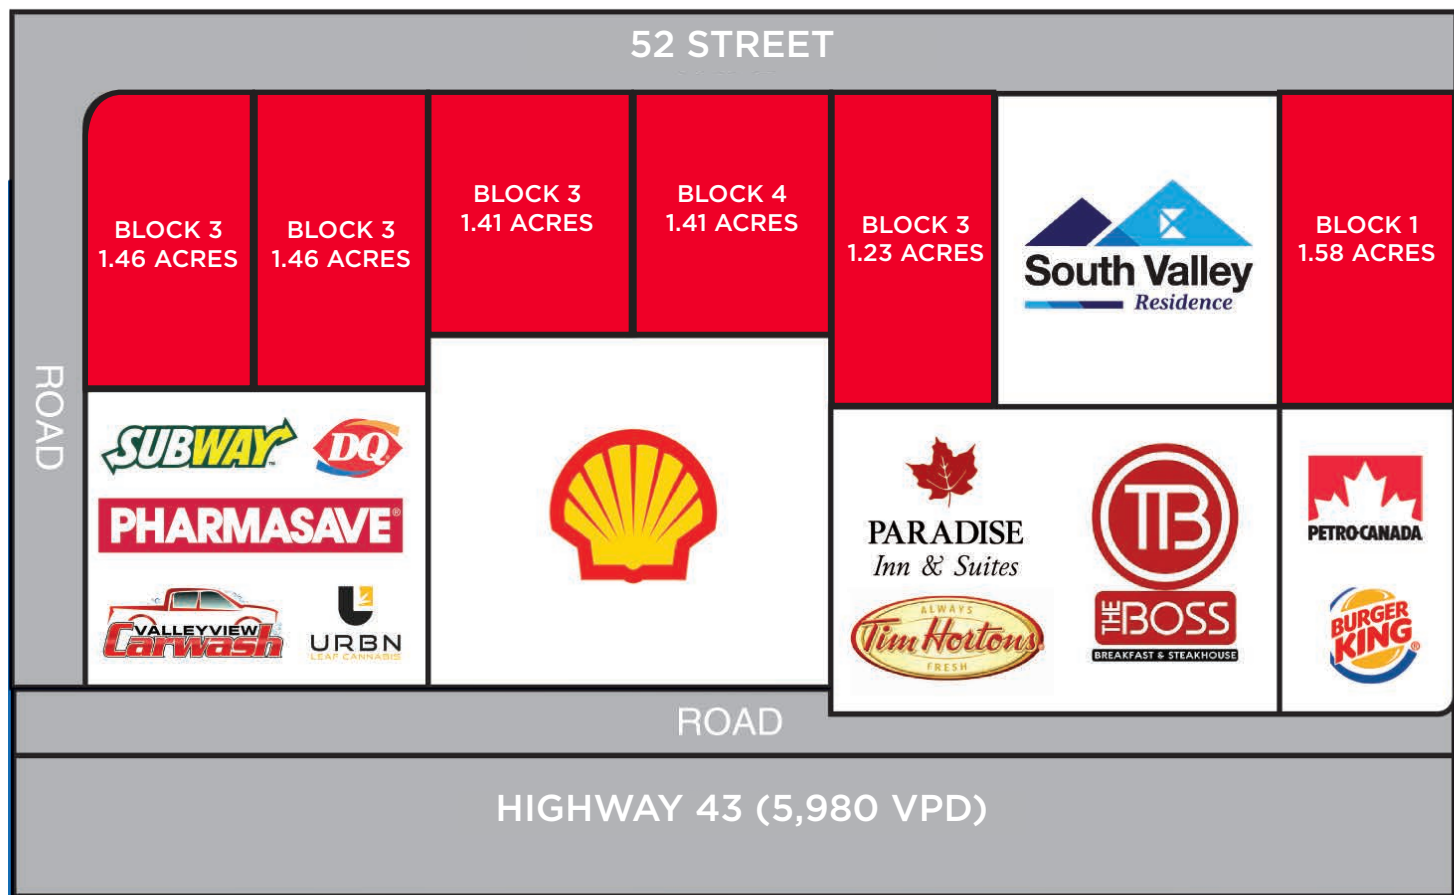 52 STREET
BLOCK 3
1.46 ACRES
BLOCK 3
1.46 ACRES
BLOCK 3
1.41 ACRES
BLOCK 4
1.41 ACRES
BLOCK 3
1.23 ACRES
South Valley
Residence
BLOCK 1
1.58 ACRES
ROAD
SUBWAY
DQ
PHARMASAVE®
VALLEYVIEW
Carwash
URBN
LEAF CANNABIS
PARADISE
Inn & Suites
ALWAYS
Tim Hortons
FRESH
TB
THE BOSS
BREAKFAST & STEAKHOUSE
PETRO-CANADA
BURGER
KING®
ROAD
HIGHWAY 43 (5,980 VPD)